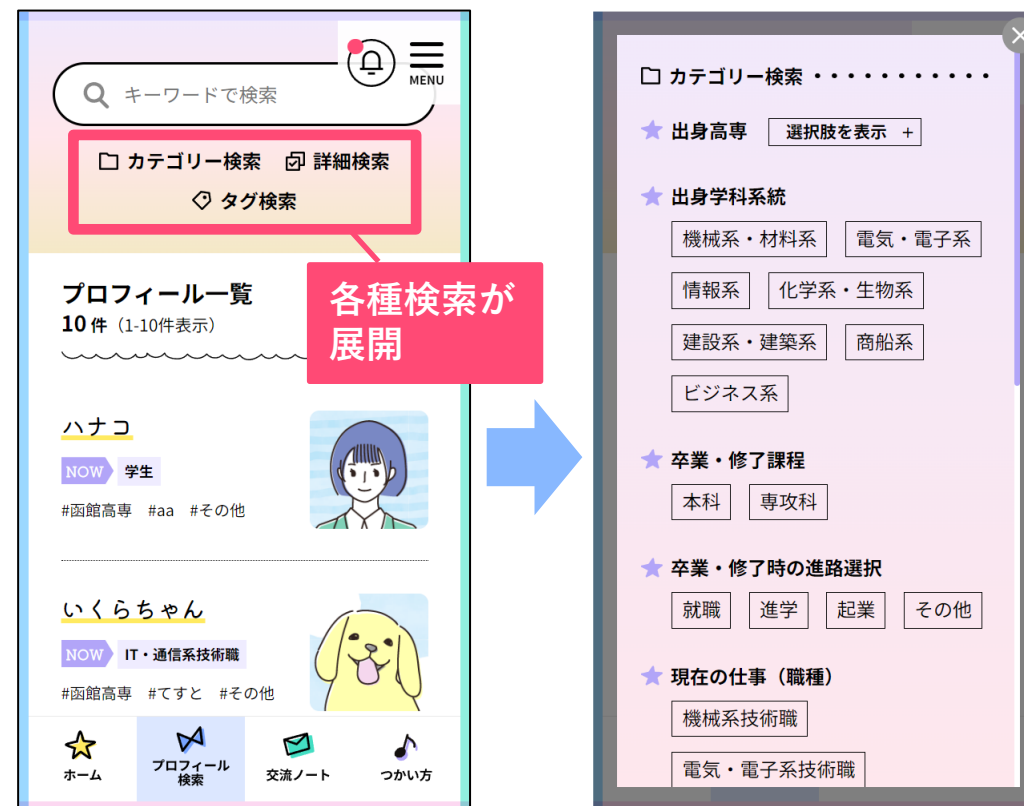 MENU
キーワードで検索
カテゴリー検索 詳細検索
タグ検索
各種検索が
展開
プロフィール一覧
10 件（1-10件表示）
ハナコ
NOW 学生
#函館高専 #aa #その他
いくらちゃん
NOW IT・通信系技術職
#函館高専 #てすと #その他
ホーム
プロフィール
検索
交流ノート
つかい方
カテゴリー検索
出身高専 選択肢を表示 +
出身学科系統
機械系・材料系 電気・電子系
情報系 化学系・生物系
建設系・建築系 商船系
ビジネス系
卒業・修了課程
本科 専攻科
卒業・修了時の進路選択
就職 進学 起業 その他
現在の仕事（職種）
機械系技術職
電気・電子系技術職